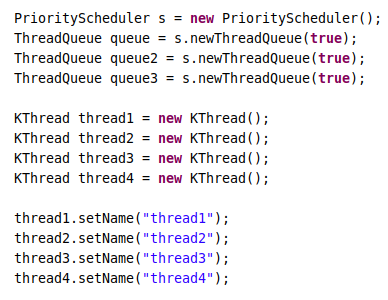 PriorityScheduler s = new PriorityScheduler();
ThreadQueue queue = s.newThreadQueue(true);
ThreadQueue queue2 = s.newThreadQueue(true);
ThreadQueue queue3 = s.newThreadQueue(true);

KThread thread1 = new KThread();
KThread thread2 = new KThread();
KThread thread3 = new KThread();
KThread thread4 = new KThread();

thread1.setName("thread1");
thread2.setName("thread2");
thread3.setName("thread3");
thread4.setName("thread4");